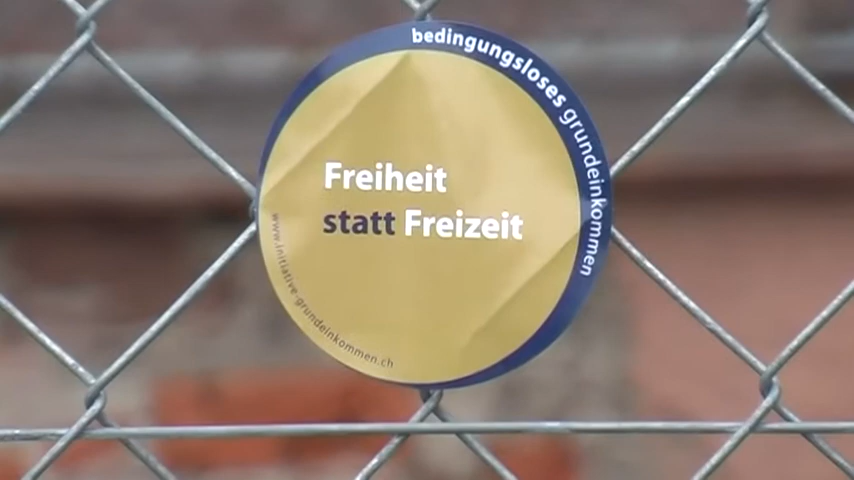 bedingungsloses grundeinkommen
Freiheit
statt Freizeit
www.initiative-grundeinkommen.ch